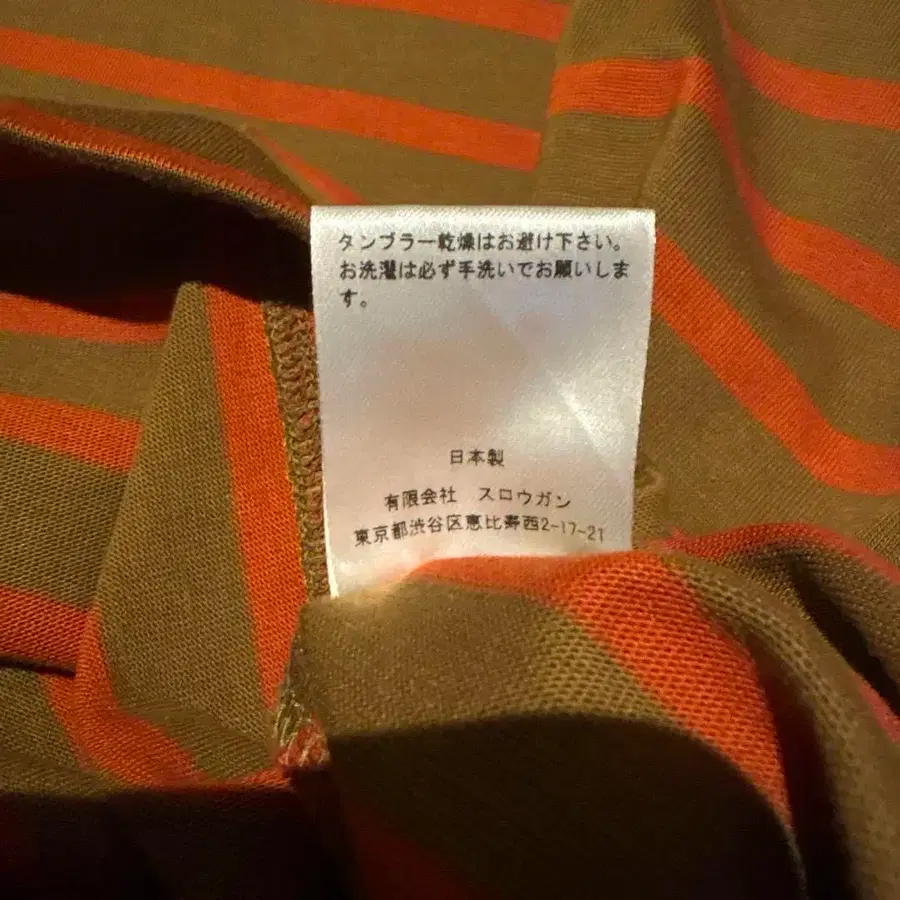 タンブラー乾燥はお避け下さい。
お洗濯は必ず手洗いでお願いしま
す。
日本製
有限会社　スロウガン
東京都渋谷区恵比寿西2-17-21